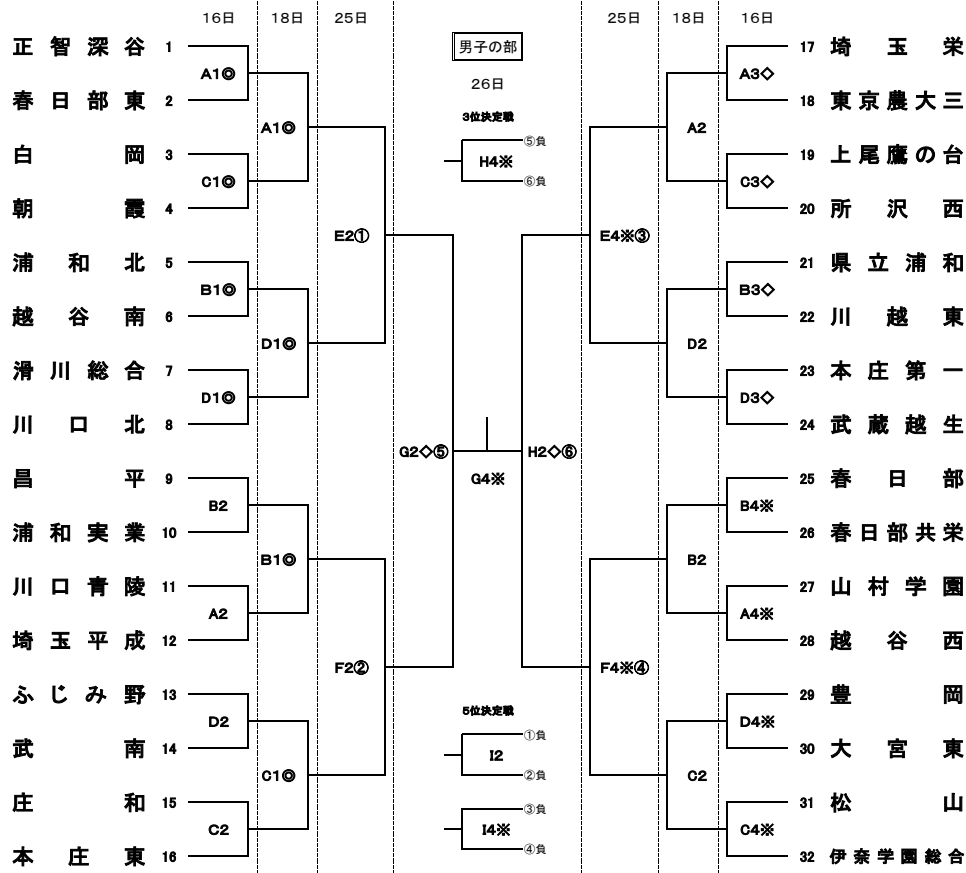 16日 18日 25日 25日 18日 16日
男子の部
26日
正智深谷 1
A1◎
春日部東 2
A1◎
白岡 3
C1◎
朝霞 4
E2①
浦和北 5
B1◎
越谷南 6
D1◎
滑川総合 7
D1◎
川口北 8
G2◇⑤
昌平 9
B2
浦和実業 10
B1◎
川口青陵 11
A2
埼玉平成 12
F2②
ふじみ野 13
D2
武南 14
C1◎
庄和 15
C2
本庄東 16
3位決定戦
⑤負
H4※
⑥負
G4※
5位決定戦
①負
I2
②負
③負
I4※
④負
17 埼玉栄
A3◇
18 東京農大三
A2
19 上尾鷹の台
C3◇
20 所沢西
E4※③
21 県立浦和
B3◇
22 川越東
D2
23 本庄第一
D3◇
24 武蔵越生
H2◇⑥
25 春日部
B4※
26 春日部共栄
B2
27 山村学園
A4※
28 越谷西
F4※④
29 豊岡
D4※
30 大宮東
C2
31 松山
C4※
32 伊奈学園総合